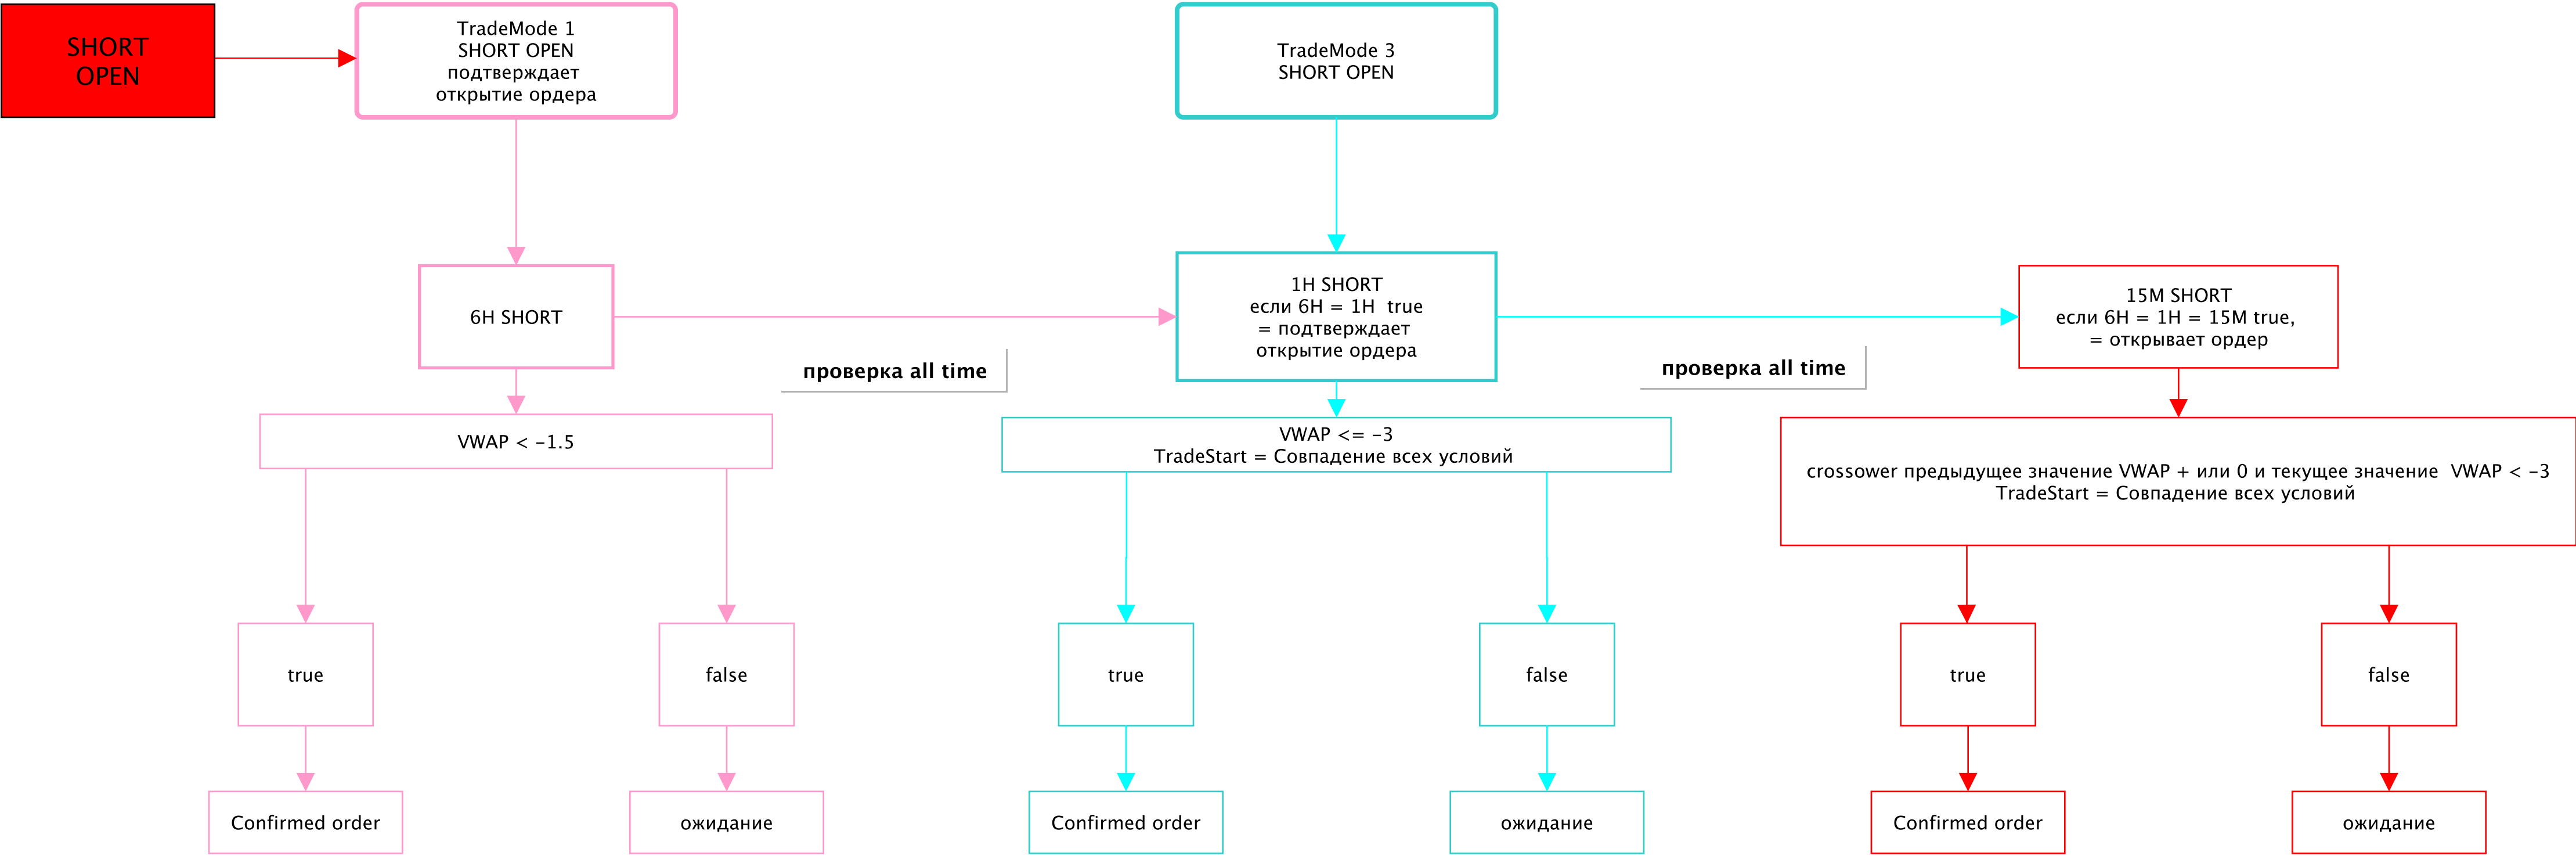 SHORT
OPEN
TradeMode 1
SHORT OPEN
подтверждает
открытие ордера
TradeMode 3
SHORT OPEN
6H SHORT
1H SHORT
если 6H = 1H  true
= подтверждает
открытие ордера
15M SHORT
если 6H = 1H = 15M true,
= открывает ордер
проверка all time
проверка all time
VWAP < -1.5
VWAP <= -3
TradeStart = Совпадение всех условий
crossower предыдущее значение VWAP + или 0 и текущее значение  VWAP < -3
TradeStart = Совпадение всех условий
true
false
true
false
true
false
Confirmed order
ожидание
Confirmed order
ожидание
Confirmed order
ожидание